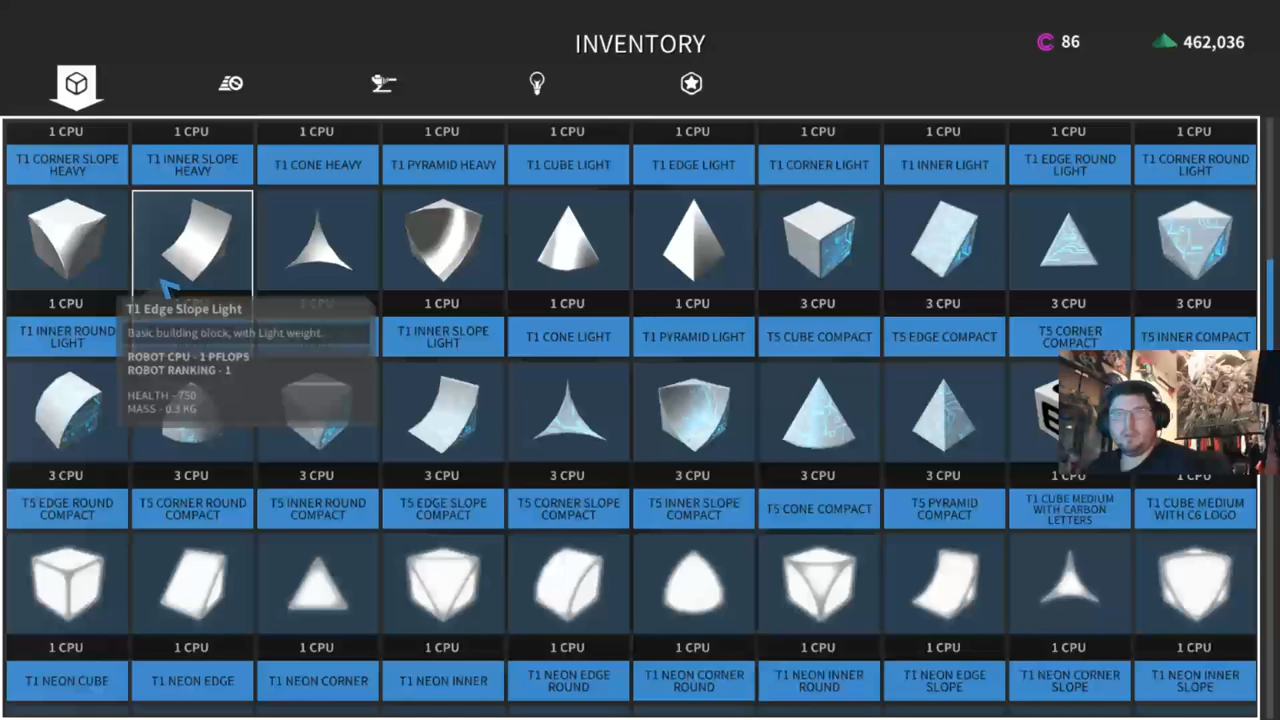 INVENTORY
86
462,036
1 CPU 1 CPU 1 CPU 1 CPU 1 CPU 1 CPU 1 CPU 1 CPU 1 CPU 1 CPU
T1 CORNER SLOPE
HEAVY
T1 INNER SLOPE
HEAVY
T1 CONE HEAVY
T1 PYRAMID HEAVY
T1 CUBE LIGHT
T1 EDGE LIGHT
T1 CORNER LIGHT
T1 INNER LIGHT
T1 EDGE ROUND
LIGHT
T1 CORNER ROUND
LIGHT
1 CPU 1 CPU 1 CPU 1 CPU 3 CPU 3 CPU 3 CPU 3 CPU
T1 INNER ROUND
LIGHT
T1 Edge Slope Light
Basic building block, with Light weight.
ROBOT CPU - 1 PFLOPS
ROBOT RANKING - 1
HEALTH - 750
MASS - 0.3 KG
T1 INNER SLOPE
LIGHT
T1 CONE LIGHT
T1 PYRAMID LIGHT
T5 CUBE COMPACT
T5 EDGE COMPACT
T5 CORNER
COMPACT
T5 INNER COMPACT
3 CPU 3 CPU 3 CPU 3 CPU 3 CPU 3 CPU 3 CPU 3 CPU 1 CPU 1 CPU
T5 EDGE ROUND
COMPACT
T5 CORNER ROUND
COMPACT
T5 INNER ROUND
COMPACT
T5 EDGE SLOPE
COMPACT
T5 CORNER SLOPE
COMPACT
T5 INNER SLOPE
COMPACT
T5 CONE COMPACT
T5 PYRAMID
COMPACT
T1 CUBE MEDIUM
WITH CARBON
LETTERS
T1 CUBE MEDIUM
WITH C6 LOGO
1 CPU 1 CPU 1 CPU 1 CPU 1 CPU 1 CPU 1 CPU 1 CPU 1 CPU 1 CPU
T1 NEON CUBE
T1 NEON EDGE
T1 NEON CORNER
T1 NEON INNER
T1 NEON EDGE
ROUND
T1 NEON CORNER
ROUND
T1 NEON INNER
ROUND
T1 NEON EDGE
SLOPE
T1 NEON CORNER
SLOPE
T1 NEON INNER
SLOPE